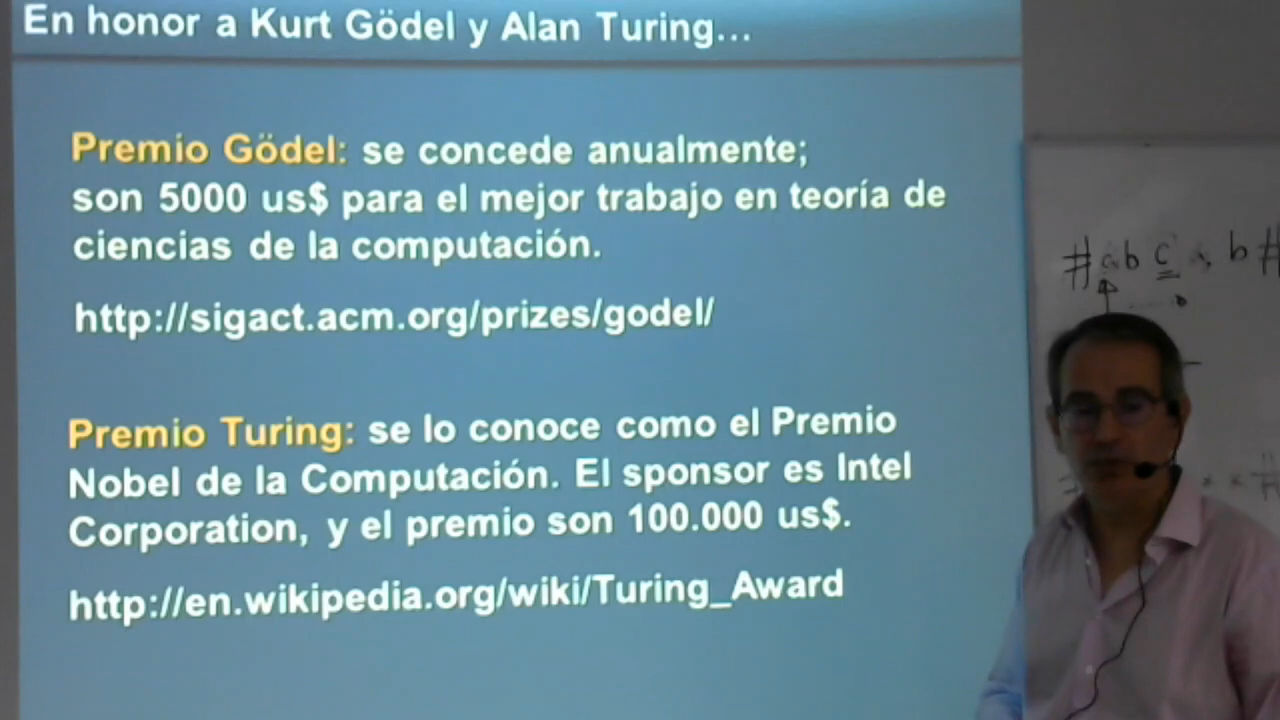 En honor a Kurt Gödel y Alan Turing...
Premio Gödel: se concede anualmente;
son 5000 us$ para el mejor trabajo en teoría de
ciencias de la computación.
http://sigact.acm.org/prizes/godel/
Premio Turing: se lo conoce como el Premio
Nobel de la Computación. El sponsor es Intel
Corporation, y el premio son 100.000 us$.
http://en.wikipedia.org/wiki/Turing_Award